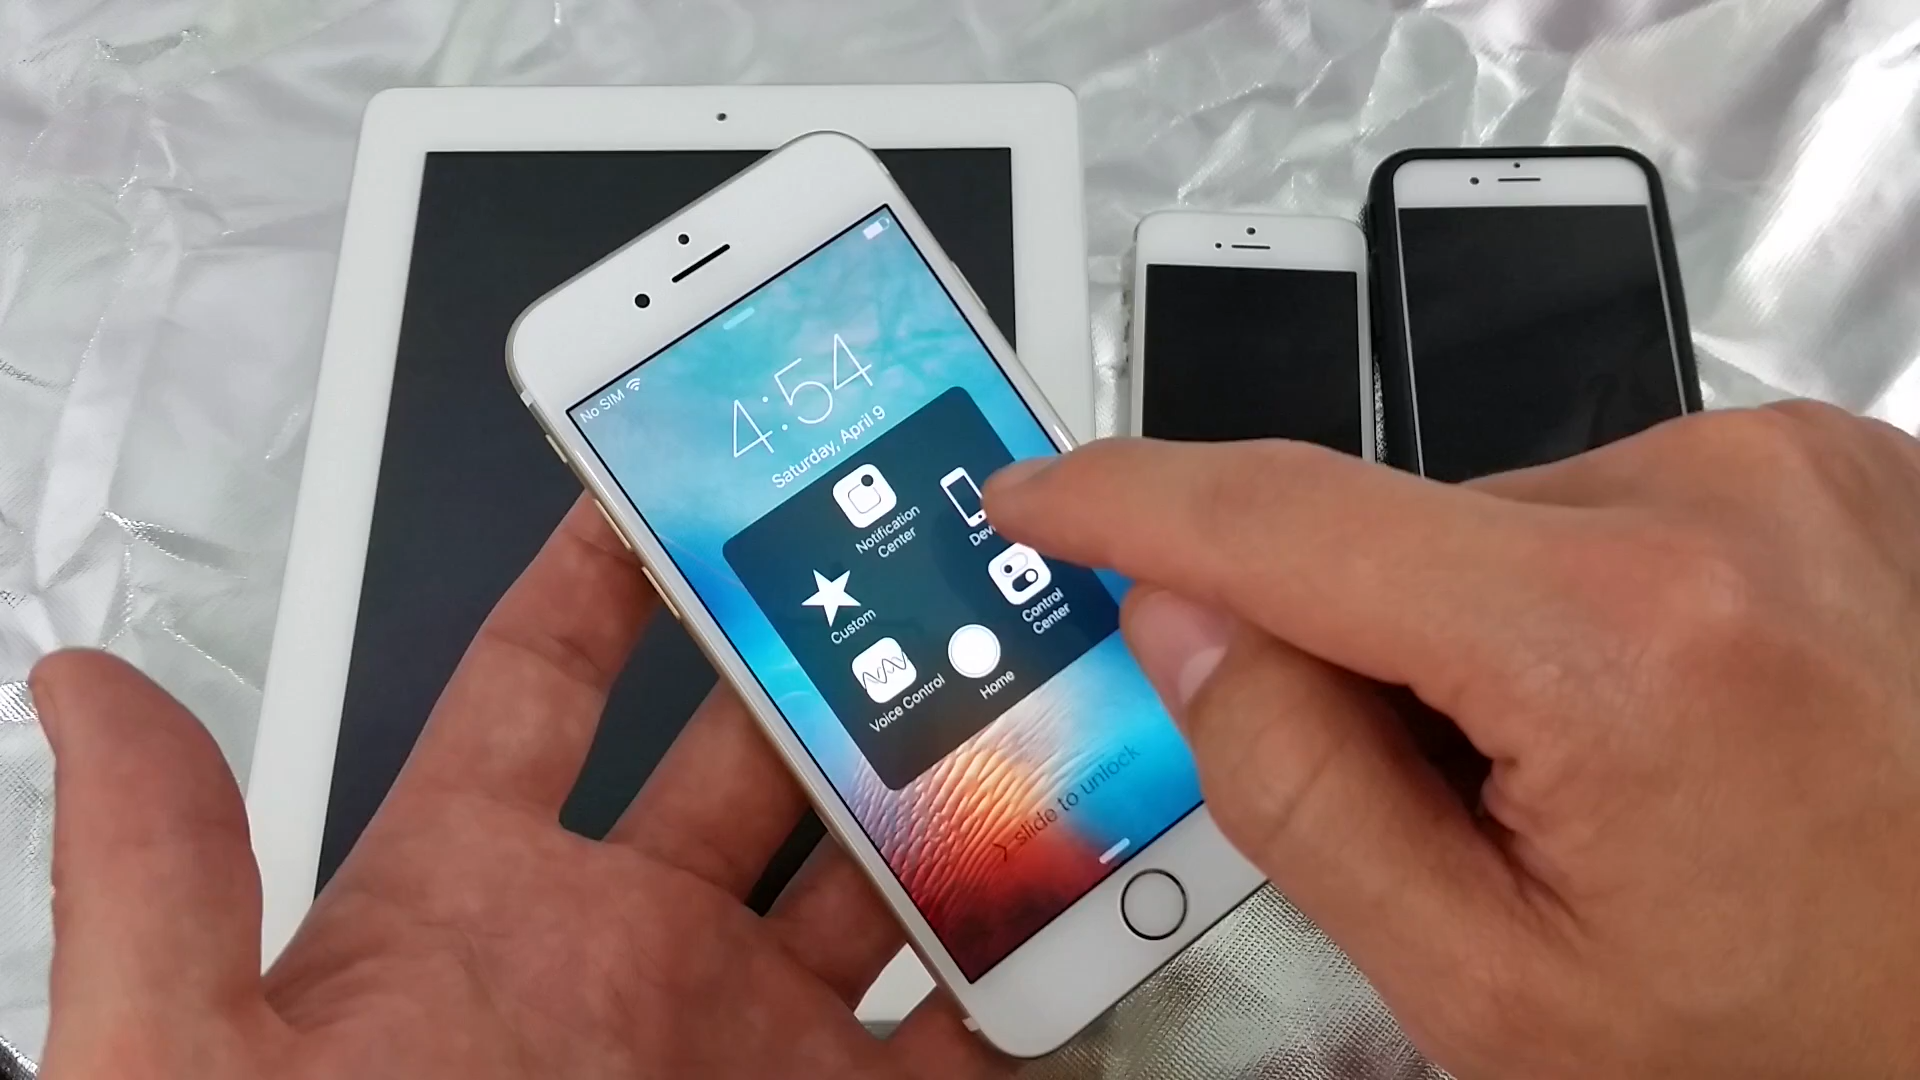 No SIM
4:54
Saturday, April 9
Notification
Center
Custom
Control
Center
Voice Control
Home
slide to unlock